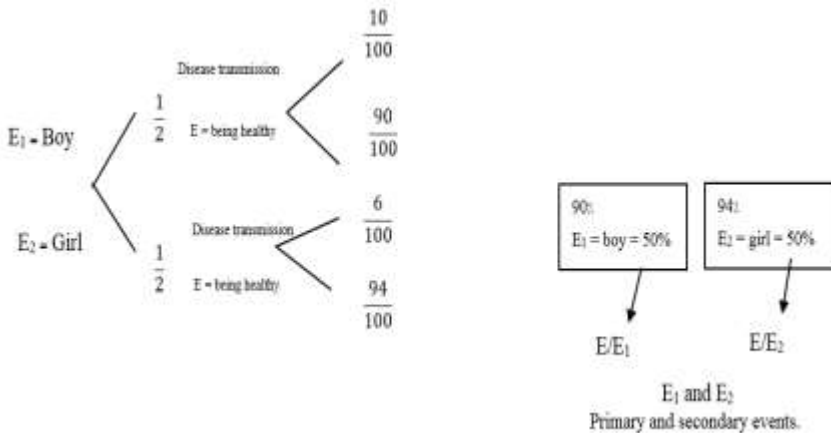 10
100
Disease transmission
1
2
E = being healthy
90
100
E₁ = Boy
E₂ = Girl
Disease transmission
6
100
1
2
E = being healthy
94
100
90%
E₁ = boy = 50%
94%
E₂ = girl = 50%
E/E₁
E/E₂
E₁ and E₂
Primary and secondary events.